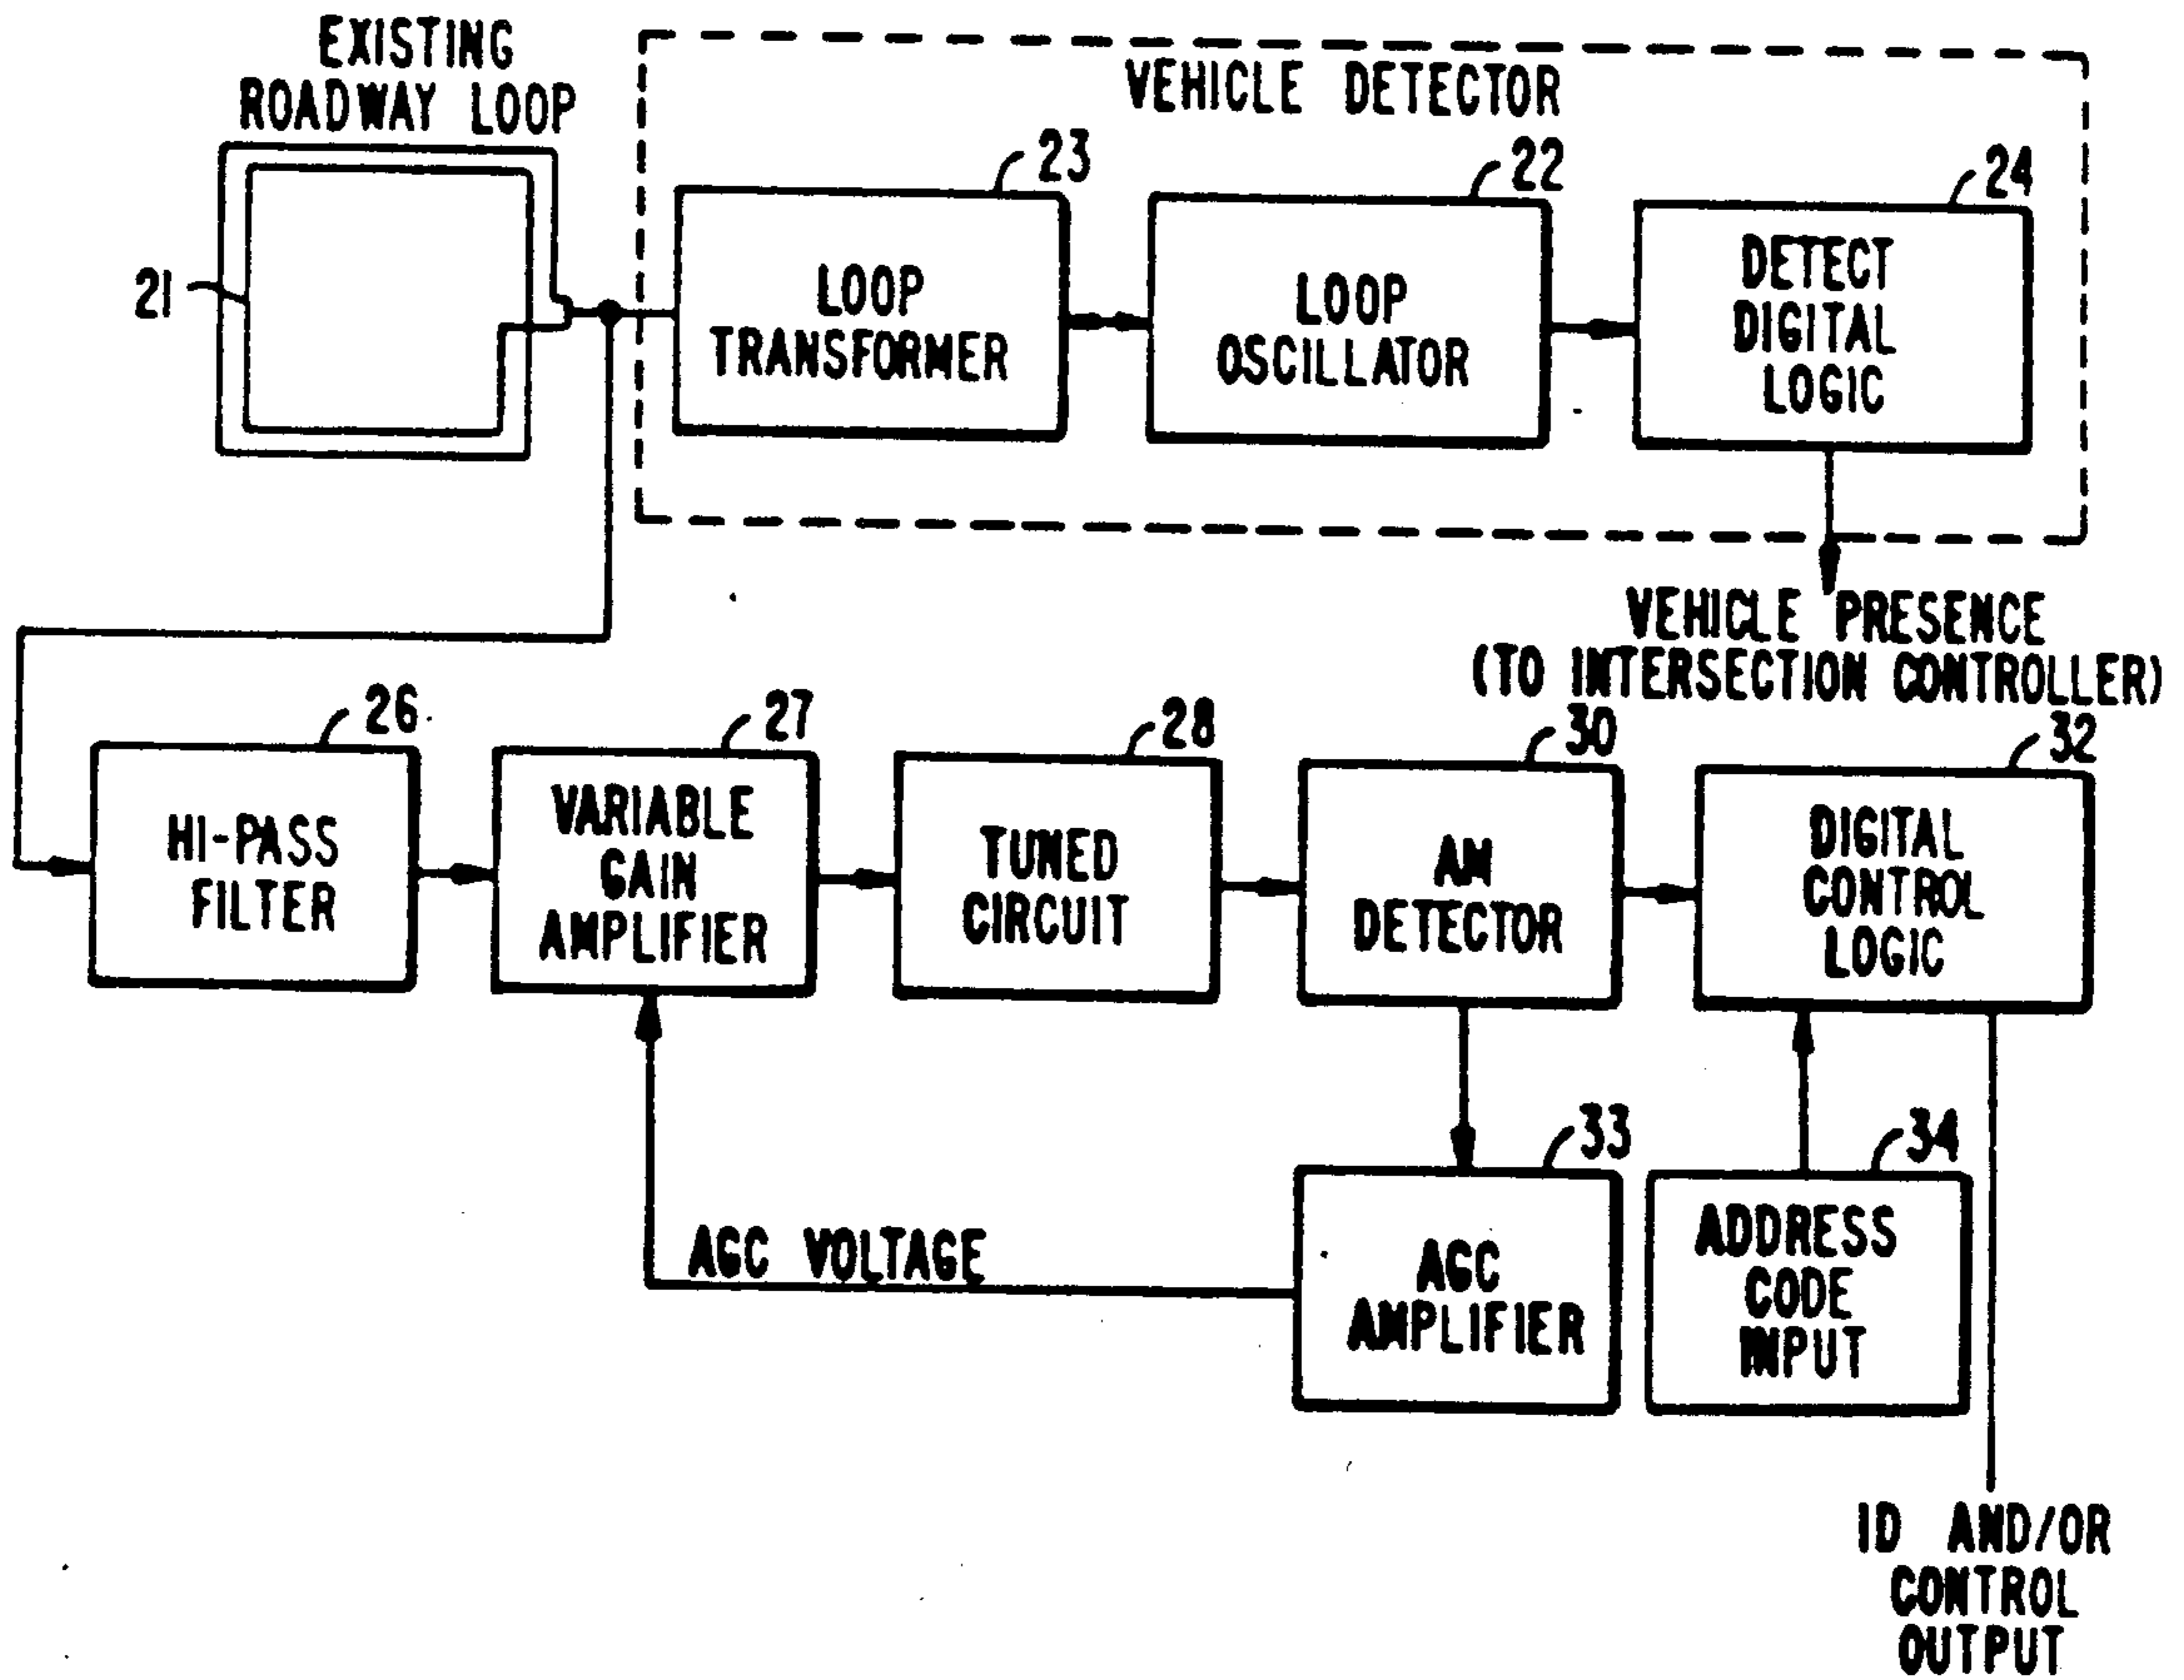 EXISTING
ROADWAY LOOP
VEHICLE DETECTOR
23
22
24
21
LOOP
TRANSFORMER
LOOP
OSCILLATOR
DETECT
DIGITAL
LOGIC
VEHICLE PRESENCE
(TO INTERSECTION CONTROLLER)
26
27
28
30
32
HI-PASS
FILTER
VARIABLE
GAIN
AMPLIFIER
TUNED
CIRCUIT
AM
DETECTOR
DIGITAL
CONTROL
LOGIC
33
34
AGC VOLTAGE
AGC
AMPLIFIER
ADDRESS
CODE
INPUT
ID AND/OR
CONTROL
OUTPUT